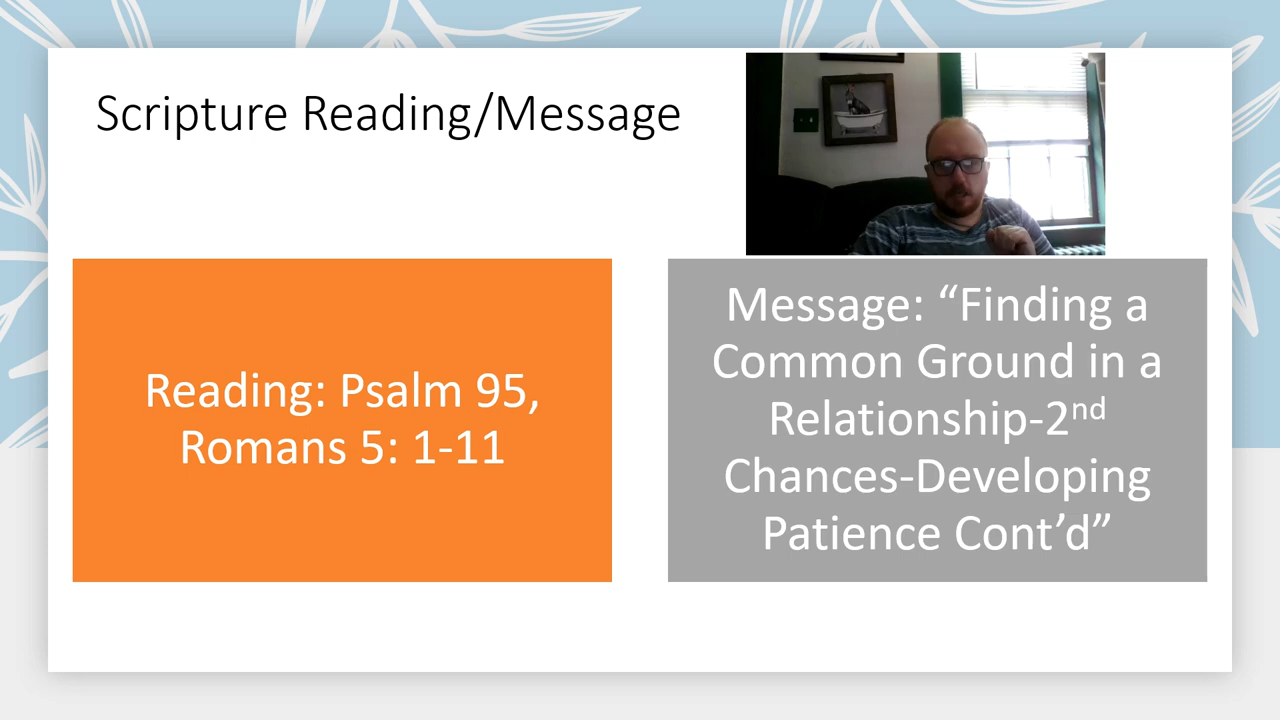 Scripture Reading/Message
Reading: Psalm 95,
Romans 5: 1-11
Message: “Finding a
Common Ground in a
Relationship-2nd
Chances-Developing
Patience Cont’d”